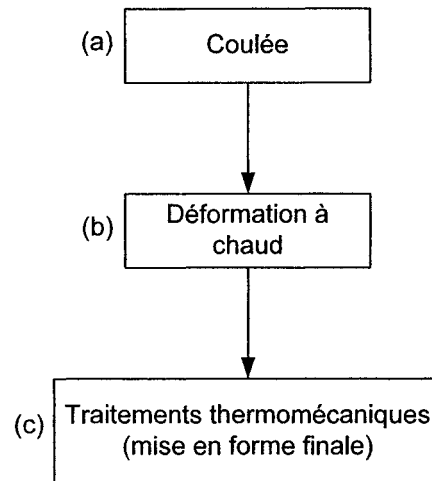 (a) Coulée
(b) Déformation à
chaud
(c) Traitements thermomécaniques
(mise en forme finale)